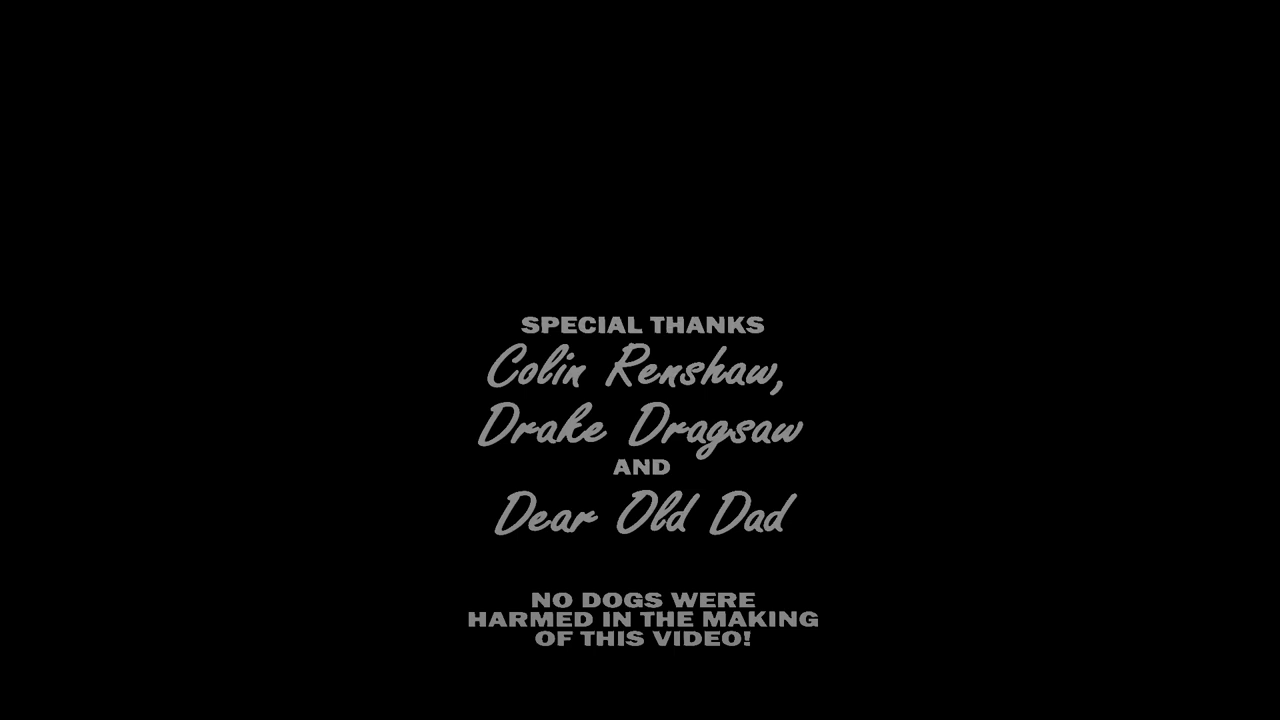 SPECIAL THANKS
Colin Renshaw,
Drake Dragsaw
AND
Dear Old Dad
NO DOGS WERE
HARMED IN THE MAKING
OF THIS VIDEO!